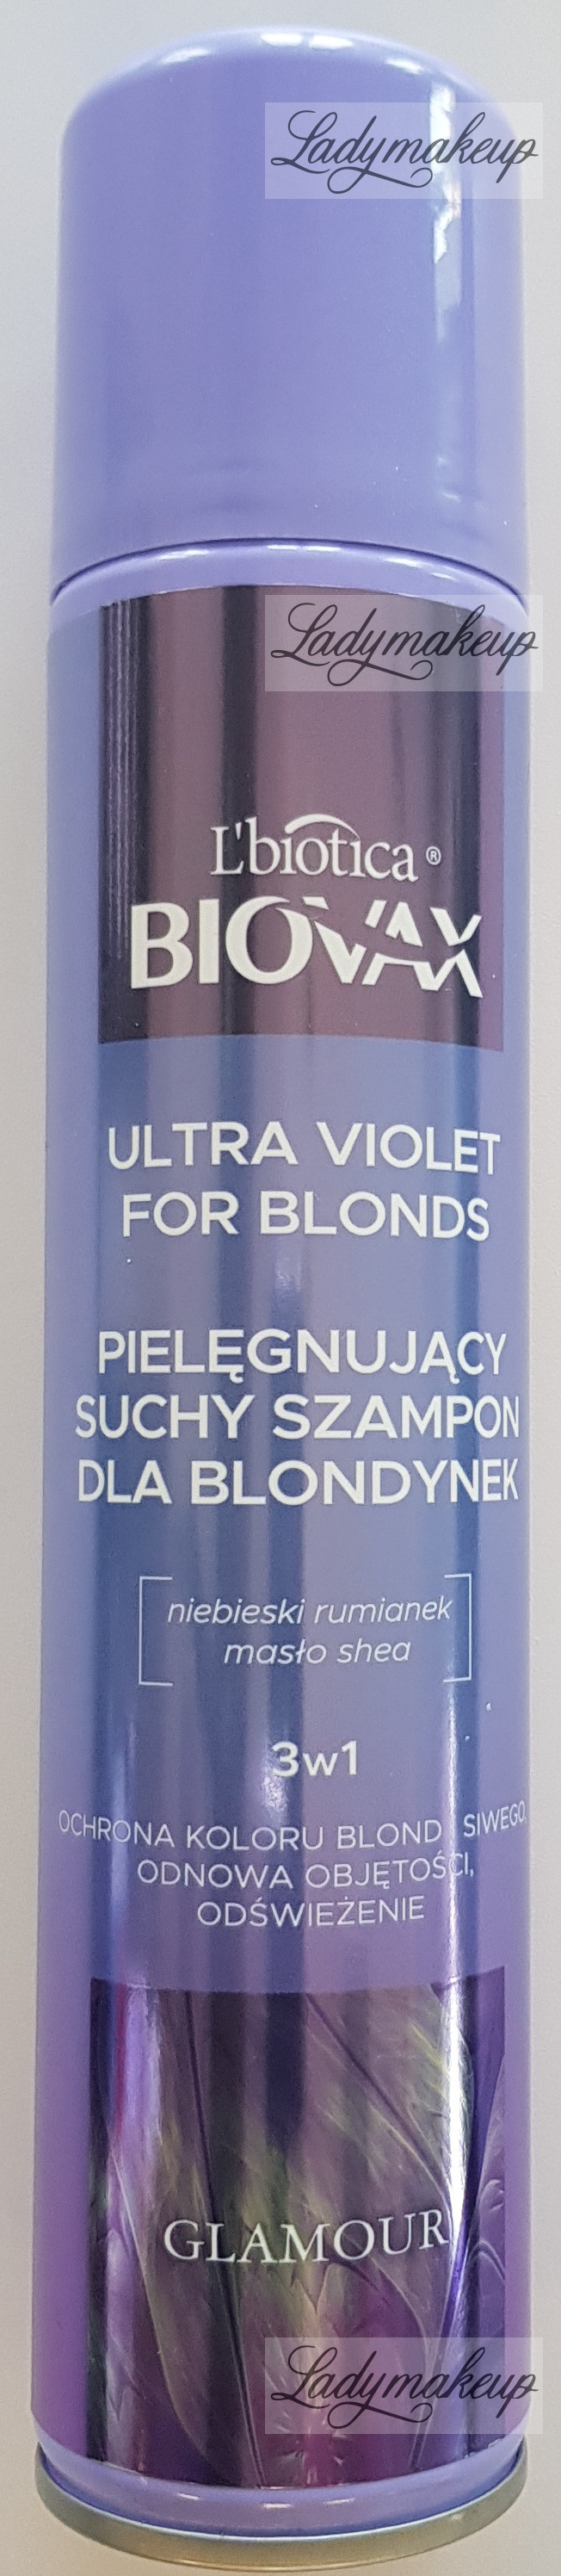 Ladymakeup
Ladymakeup
L'biotica®
BIOVAX
ULTRA VIOLET
FOR BLONDS
PIELĘGNUJĄCY
SUCHY SZAMPON
DLA BLONDYNEK
niebieski rumianek
masło shea
3w1
OCHRONA KOLORU BLOND I SIWEGO,
ODNOWA OBJĘTOŚCI,
ODŚWIEŻENIE
GLAMOUR
Ladymakeup